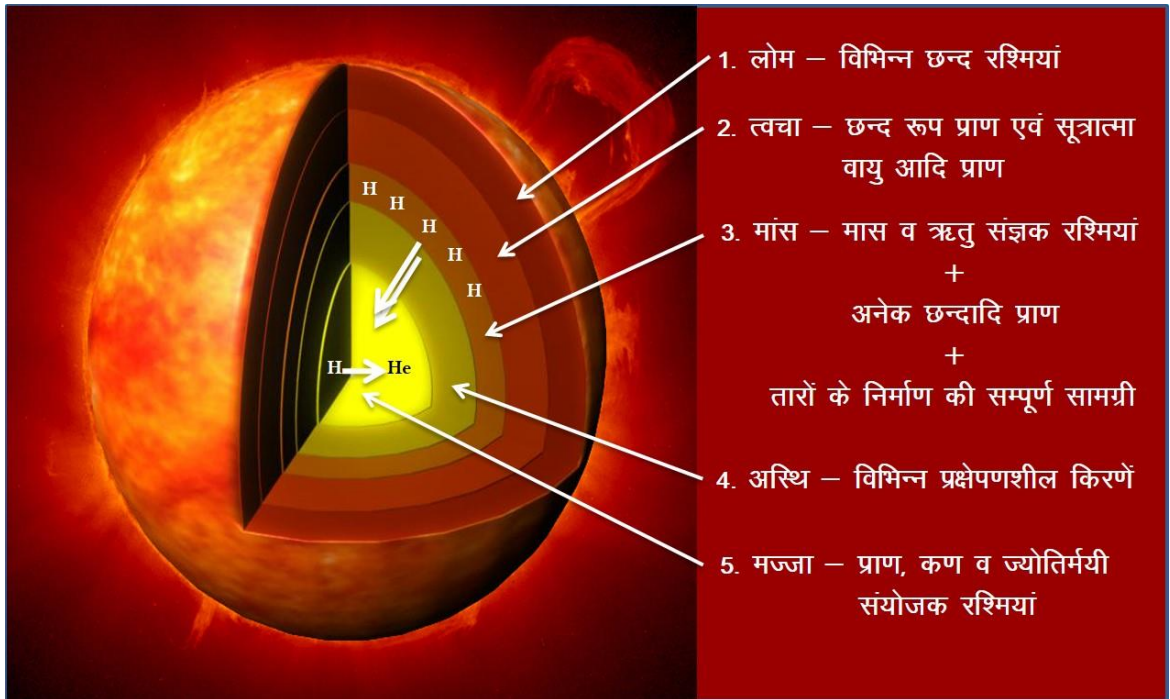 1. लोम – विभिन्न छन्द रश्मियां
2. त्वचा – छन्द रूप प्राण एवं सूत्रात्मा
वायु आदि प्राण
3. मांस – मास व ऋतु संज्ञक रश्मियां
+
अनेक छन्दादि प्राण
+
तारों के निर्माण की सम्पूर्ण सामग्री
4. अस्थि – विभिन्न प्रक्षेपणशील किरणें
5. मज्जा – प्राण, कण व ज्योतिर्मयी
संयोजक रश्मियां
H
H
H
H
H
H He